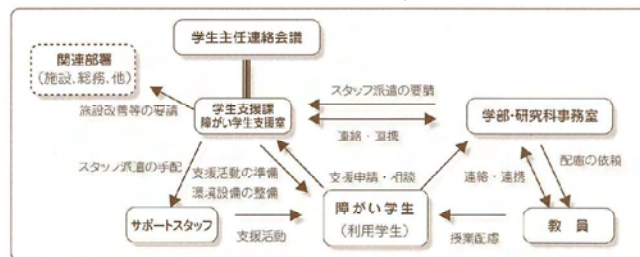 学生主任連絡会議
関連部署
(施設、総務、他)
スタッフ派遣の要請
施設改善等の要請
学生支援課
障がい学生支援室
学部・研究科事務室
連絡・連携
配慮の依頼
スタッフ派遣の手配
支援活動の準備
環境設備の整備
支援申請・相談
連絡・連携
サポートスタッフ
支援活動
障がい学生
(利用学生)
授業配慮
教員